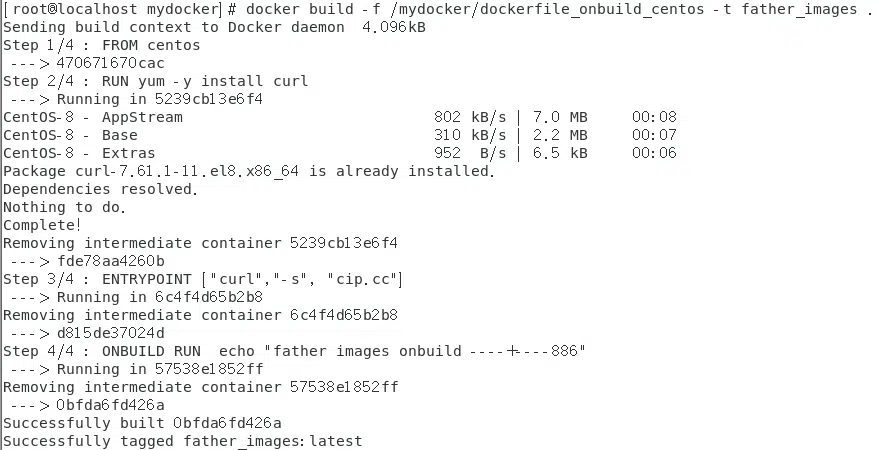 [root@localhost mydocker]# docker build -f /mydocker/dockerfile_onbuild_centos -t father_images .
Sending build context to Docker daemon  4.096kB
Step 1/4 : FROM centos
 ---> 470671670cac
Step 2/4 : RUN yum -y install curl
 ---> Running in 5239cb13e6f4
CentOS-8 - AppStream                            802 kB/s | 7.0 MB     00:08
CentOS-8 - Base                                 310 kB/s | 2.2 MB     00:07
CentOS-8 - Extras                               952  B/s | 6.5 kB     00:06
Package curl-7.61.1-11.el8.x86_64 is already installed.
Dependencies resolved.
Nothing to do.
Complete!
Removing intermediate container 5239cb13e6f4
 ---> fde78aa4260b
Step 3/4 : ENTRYPOINT ["curl","-s", "cip.cc"]
 ---> Running in 6c4f4d65b2b8
Removing intermediate container 6c4f4d65b2b8
 ---> d815de37024d
Step 4/4 : ONBUILD RUN  echo "father images onbuild ----+----886"
 ---> Running in 57538e1852ff
Removing intermediate container 57538e1852ff
 ---> 0bfda6fd426a
Successfully built 0bfda6fd426a
Successfully tagged father_images:latest